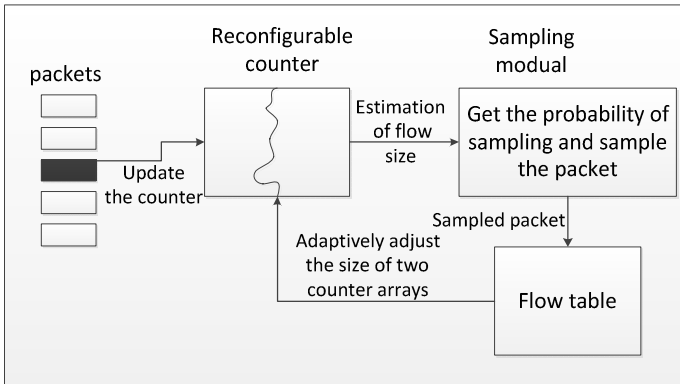 Reconfigurable
counter
Sampling
modual
packets
Update
the counter
Estimation
of flow
size
Get the probability of
sampling and sample
the packet
Sampled packet
Adaptively adjust
the size of two
counter arrays
Flow table